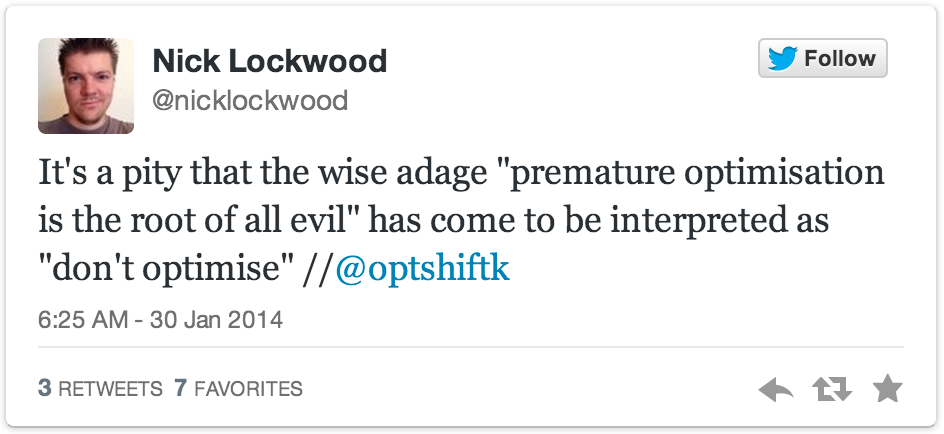 Nick Lockwood
@nicklockwood
Follow
It's a pity that the wise adage "premature optimisation
is the root of all evil" has come to be interpreted as
"don't optimise" //@optshiftk
6:25 AM - 30 Jan 2014
3 RETWEETS 7 FAVORITES